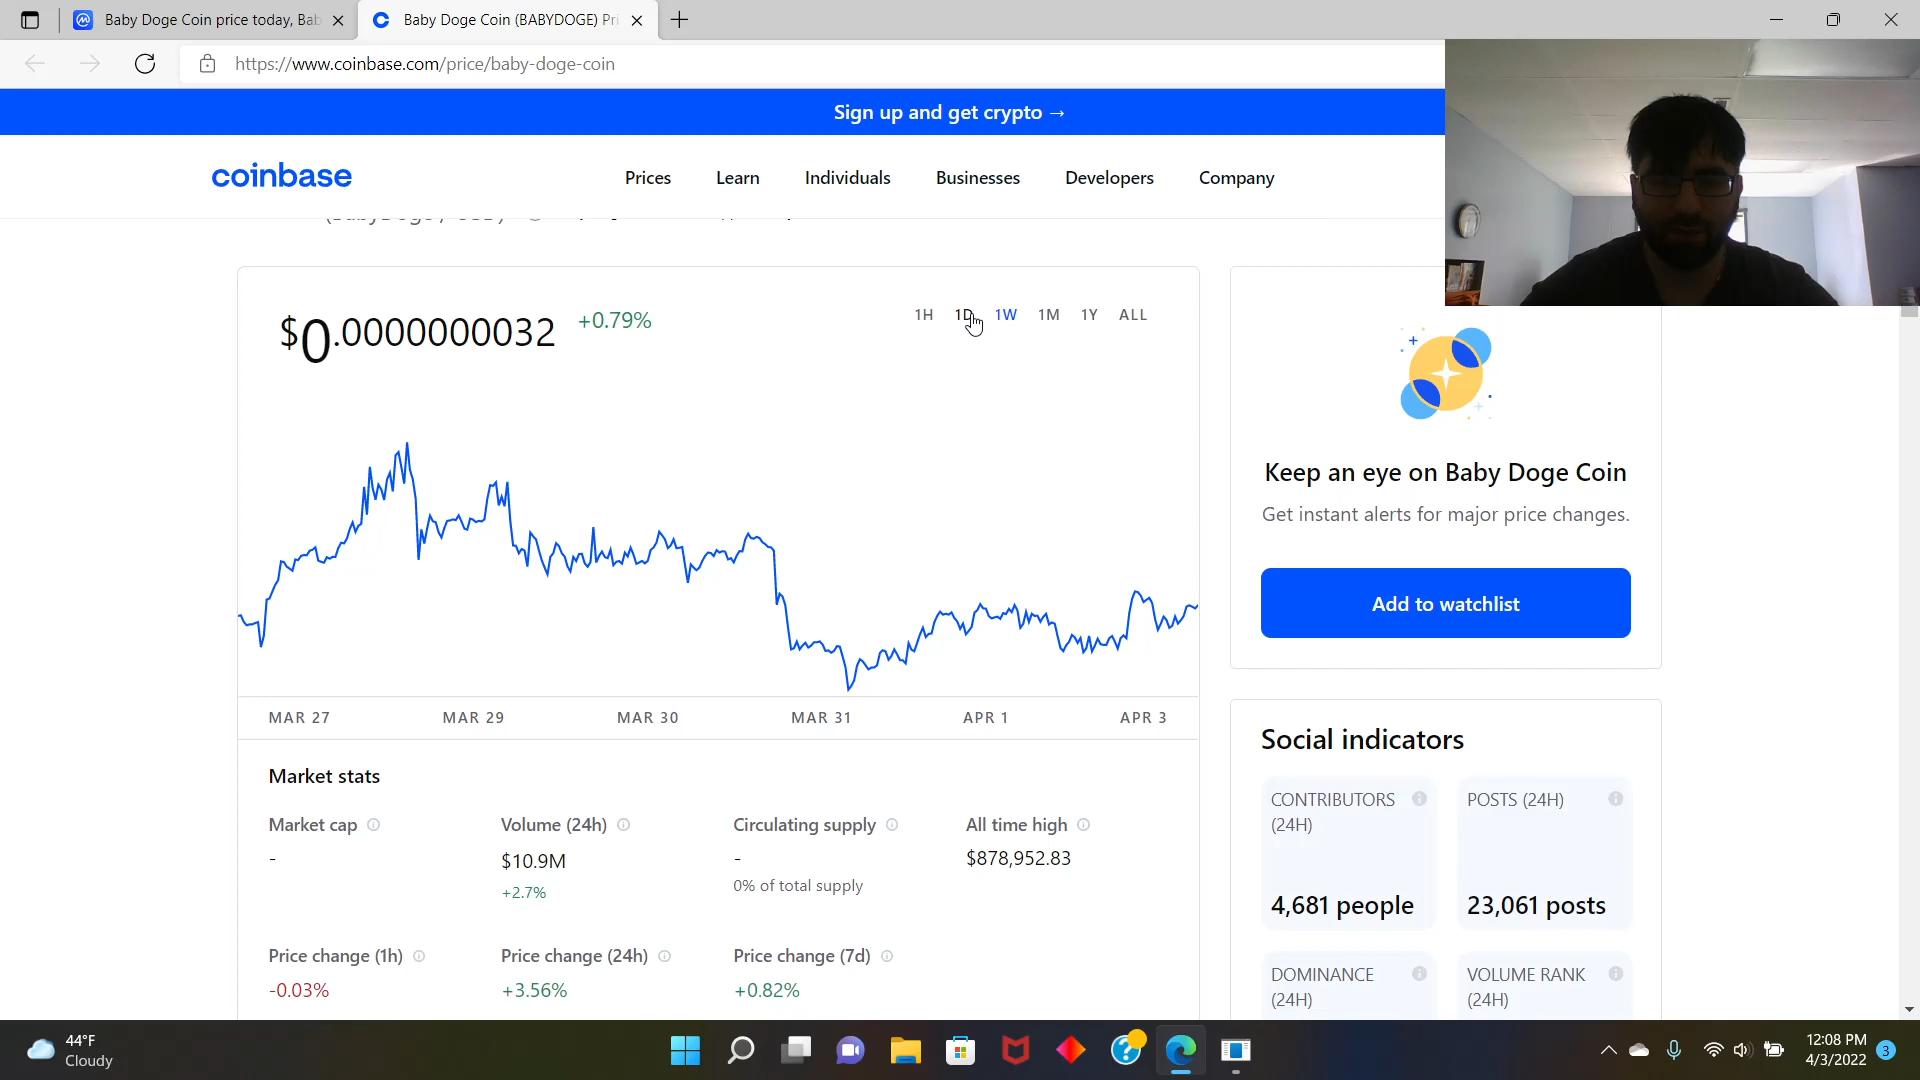 Baby Doge Coin price today, Bab
Baby Doge Coin (BABYDOGE) Pri
https://www.coinbase.com/price/baby-doge-coin
Sign up and get crypto →
coinbase
Prices
Learn
Individuals
Businesses
Developers
Company
$0.0000000032
+0.79%
1H
1D
1W
1M
1Y
ALL
MAR 27
MAR 29
MAR 30
MAR 31
APR 1
APR 3
Keep an eye on Baby Doge Coin
Get instant alerts for major price changes.
Add to watchlist
Market stats
Market cap
-
Volume (24h)
$10.9M
+2.7%
Circulating supply
-
0% of total supply
All time high
$878,952.83
Price change (1h)
-0.03%
Price change (24h)
+3.56%
Price change (7d)
+0.82%
Social indicators
CONTRIBUTORS
(24H)
4,681 people
POSTS (24H)
23,061 posts
DOMINANCE
(24H)
VOLUME RANK
(24H)
44°F
Cloudy
12:08 PM
4/3/2022
3